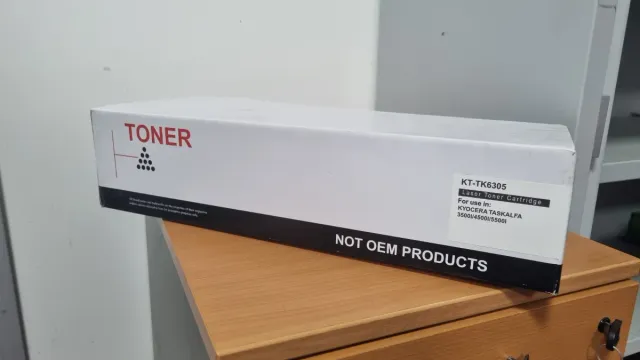 TONER
KT-TK6305
Laser Toner Cartridge
For use in:
KYOCERA TASKALFA
3500I/4500I/5500I
NOT OEM PRODUCTS